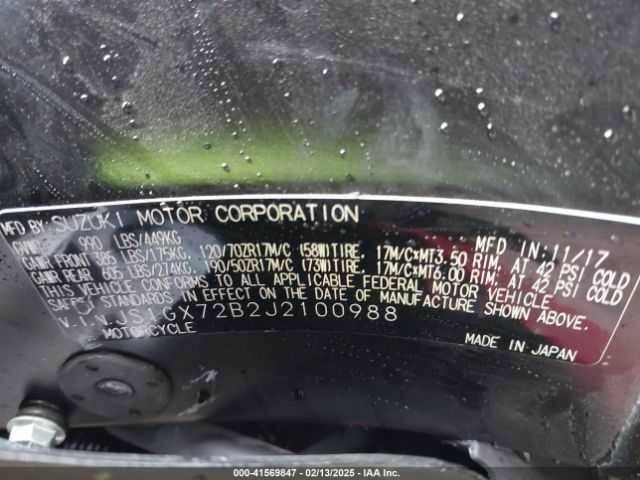 MFD BY SUZUKI MOTOR CORPORATION MFD IN:11/17
990 LBS/449KG
GAWR FRONT 385 LBS/175KG. 120/70ZR17M/C (58W)TIRE. 17M/C×MT3.50 RIM; AT 42 PSI COLD
GAWR REAR 605 LBS/274KG. 190/50ZR17M/C (73W)TIRE. 17M/C×MT6.00 RIM; AT 42 PSI COLD
THIS VEHICLE CONFORMS TO ALL APPLICABLE FEDERAL MOTOR VEHICLE
SAFETY STANDARDS IN EFFECT ON THE DATE OF MANUFACTURE SHOWN ABOVE.
V.I.N.JS1GX72B2J2100988
MOTORCYCLE MADE IN JAPAN
000-41569847 - 02/13/2025 - IAA Inc.